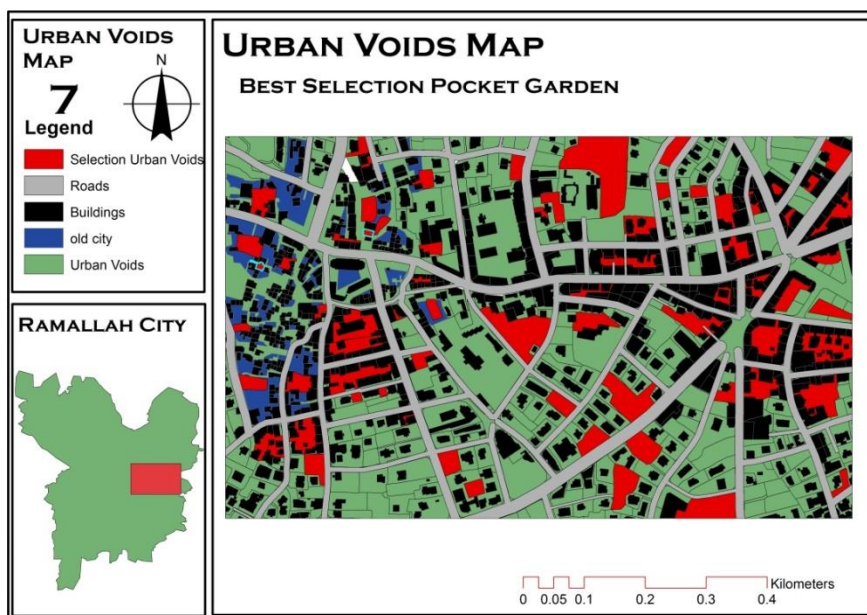 URBAN VOIDS
MAP
7
N
Legend
Selection Urban Voids
Roads
Buildings
old city
Urban Voids
RAMALLAH CITY
URBAN VOIDS MAP
BEST SELECTION POCKET GARDEN
Kilometers
0 0.05 0.1 0.2 0.3 0.4